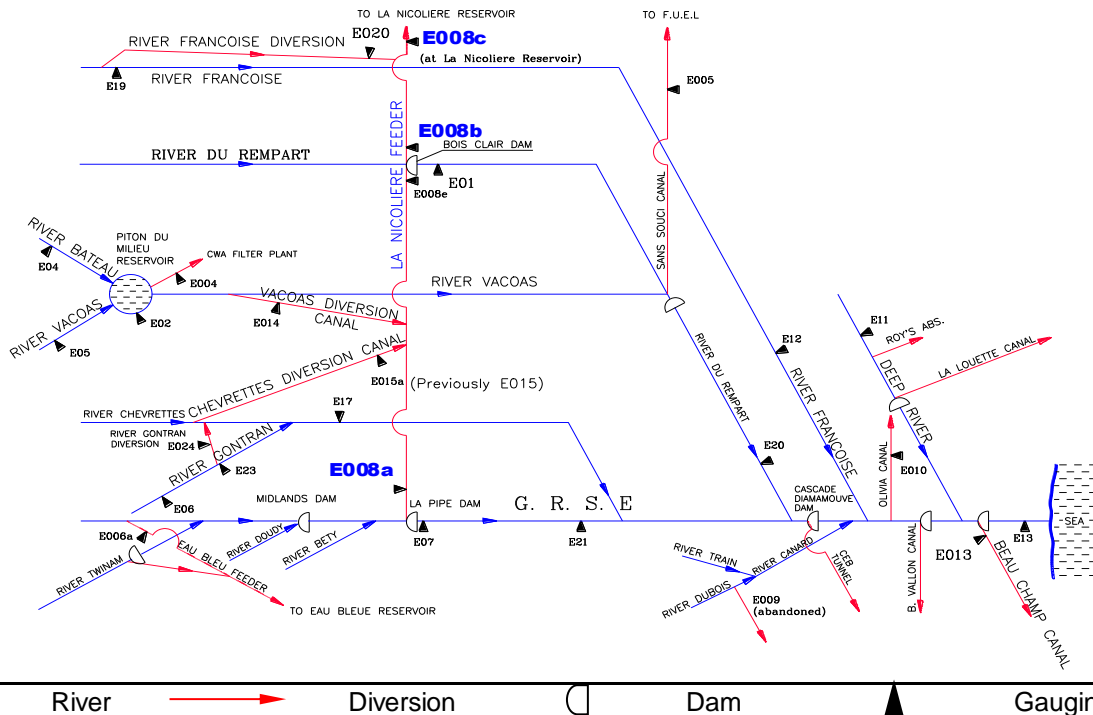 TO LA NICOLIERE RESERVOIR
TO F.U.E.L
RIVER FRANCOISE DIVERSION
E020
E008c
(at La Nicoliere Reservoir)
E19
RIVER FRANCOISE
E005
LA NICOLIERE FEEDER
E008b
BOIS CLAIR DAM
RIVER DU REMPART
E01
E008e
SANS SOUCI CANAL
RIVER BATEAU
E04
PITON DU
MILIEU
RESERVOIR
CWA FILTER PLANT
E004
RIVER VACOAS
RIVER VACOAS
E05
E02
VACOAS DIVERSION
CANAL
E014
E11
ROY'S ABS.
LA LOUETTE CANAL
DEEP
RIVER
E12
RIVER DU REMPART
RIVER FRANCOISE
CHEVRETTES DIVERSION CANAL
E015a
(Previously E015)
RIVER CHEVRETTES
E17
RIVER GONTRAN
DIVERSION
E024
RIVER GONTRAN
E23
E20
E06
E008a
MIDLANDS DAM
LA PIPE DAM
G. R. S. E
CASCADE
DIAMAMOUVE
DAM
OLIVIA CANAL
E010
E006a
RIVER TWINAM
EAU BLEU FEEDER
RIVER DOUDY
RIVER BETY
E07
E21
SEA
E13
E013
RIVER TRAIN
RIVER DUBOIS
RIVER CANARD
CEB
TUNNEL
B. VALLON CANAL
BEAU CHAMP CANAL
E009
(abandoned)
TO EAU BLEUE RESERVOIR
River
Diversion
Dam
Gaugin